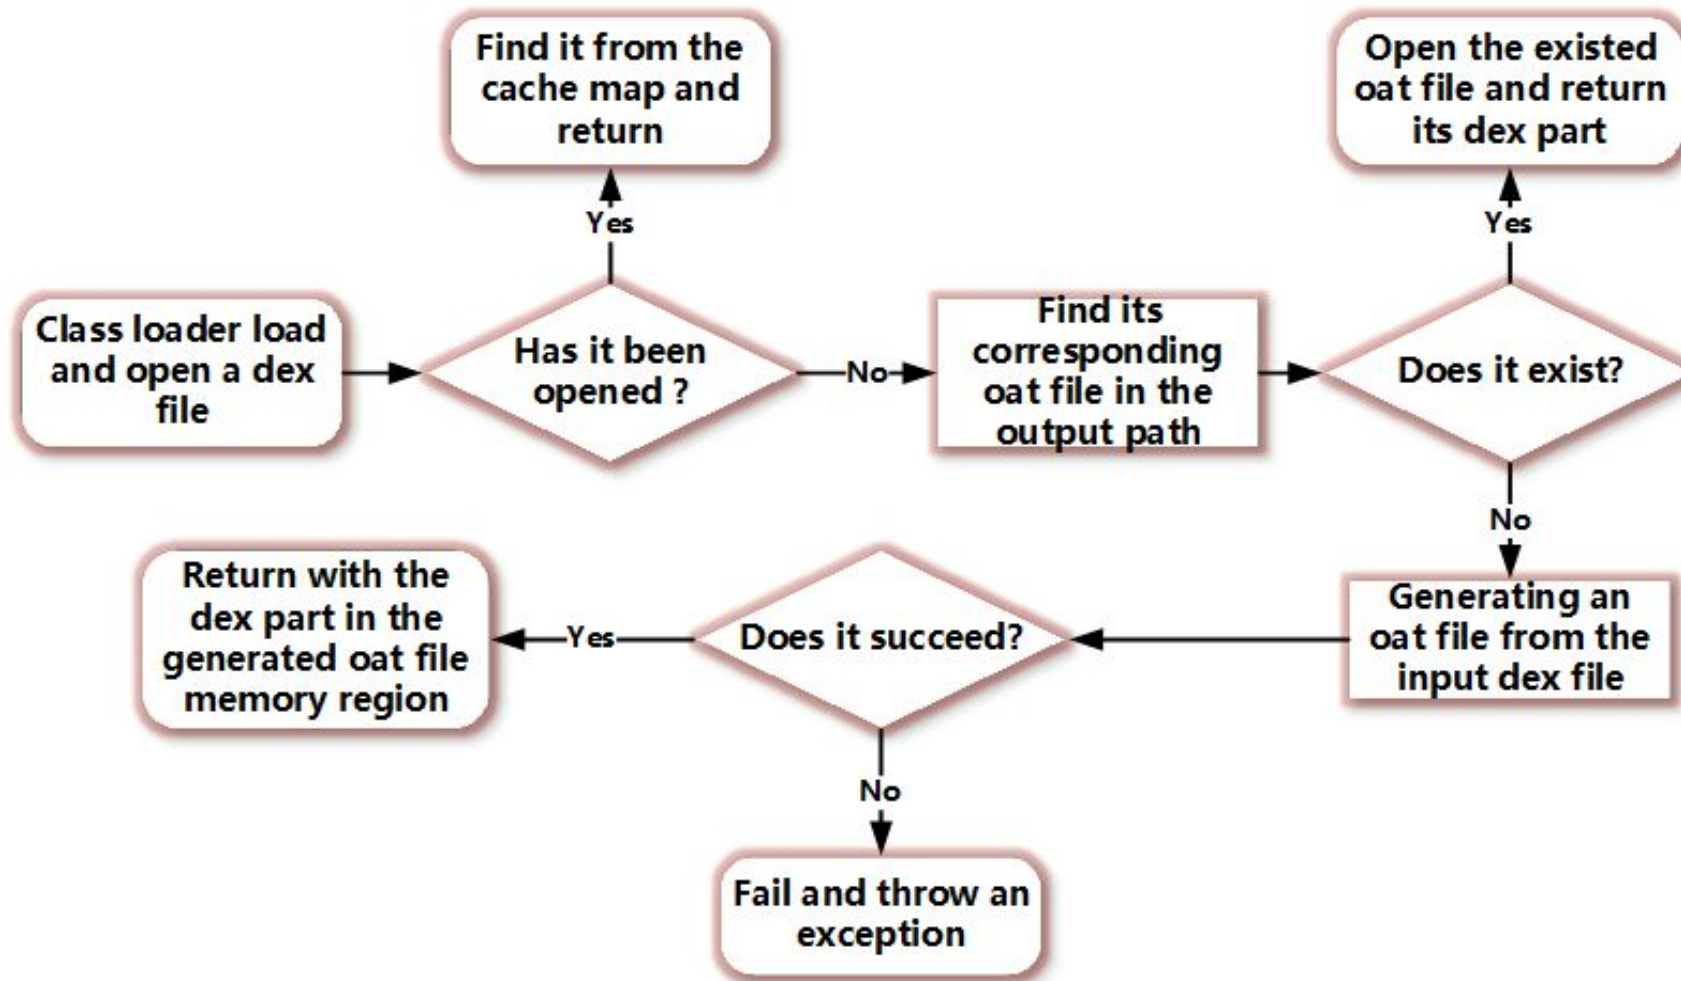 Class loader load
and open a dex
file
Has it been
opened ?
Yes
Find it from the
cache map and
return
No
Find its
corresponding
oat file in the
output path
Does it exist?
Yes
Open the existed
oat file and return
its dex part
No
Generating an
oat file from the
input dex file
Does it succeed?
Yes
Return with the
dex part in the
generated oat file
memory region
No
Fail and throw an
exception